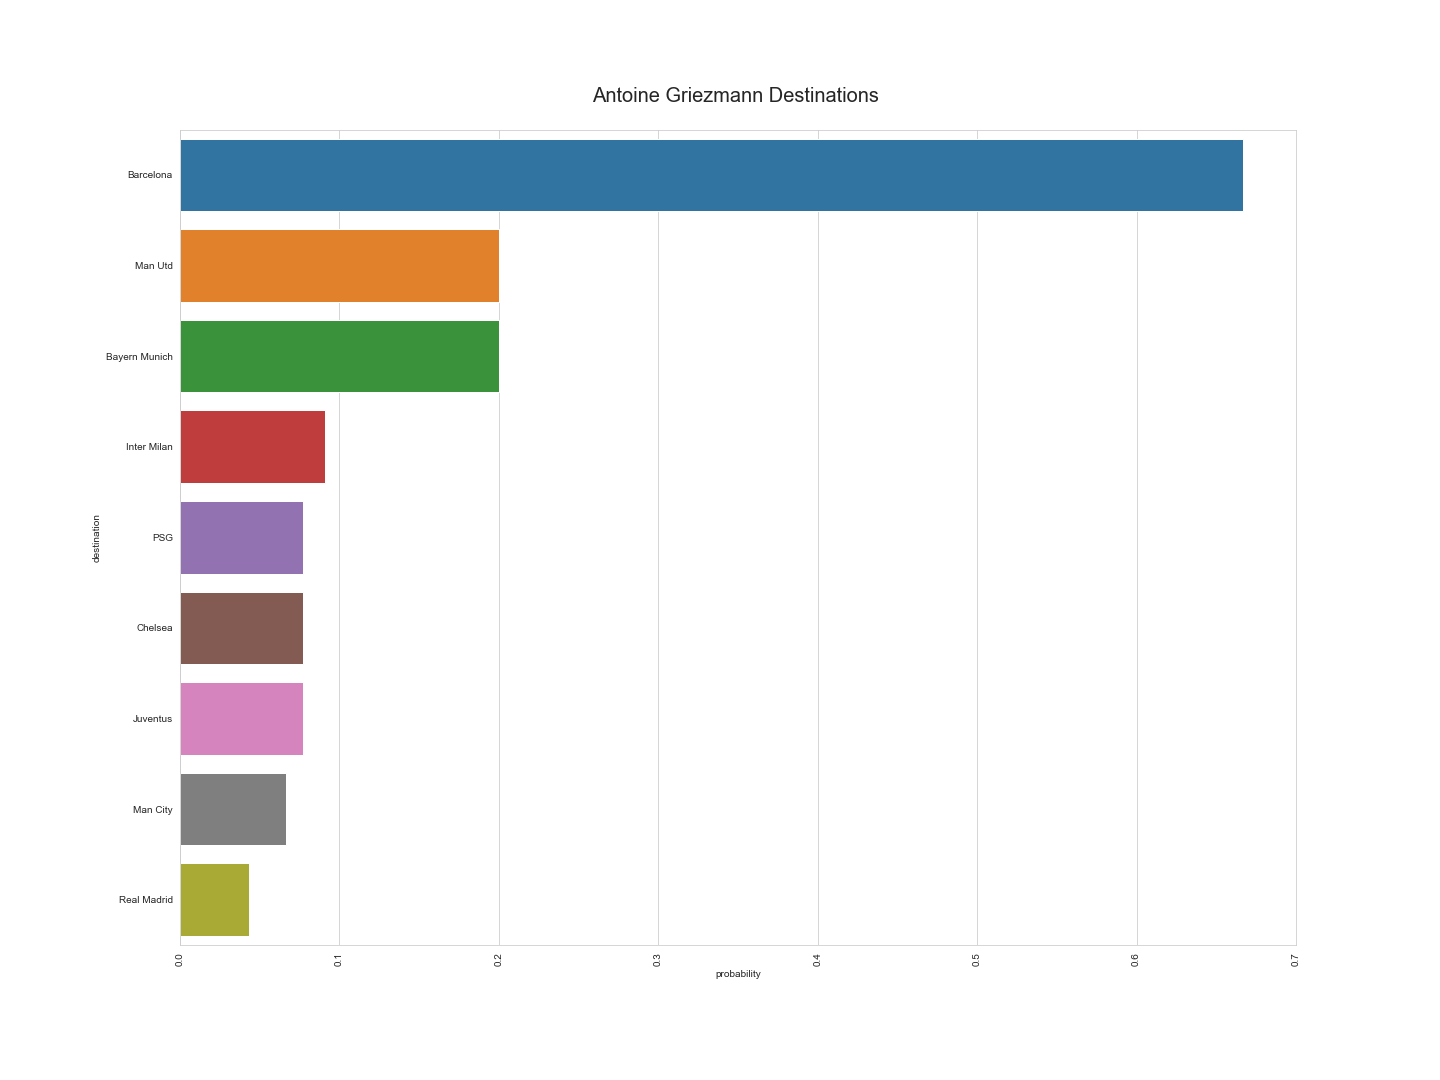 Antoine Griezmann Destinations
destination
Barcelona
Man Utd
Bayern Munich
Inter Milan
PSG
Chelsea
Juventus
Man City
Real Madrid
0.0
0.1
0.2
0.3
0.4
0.5
0.6
0.7
probability